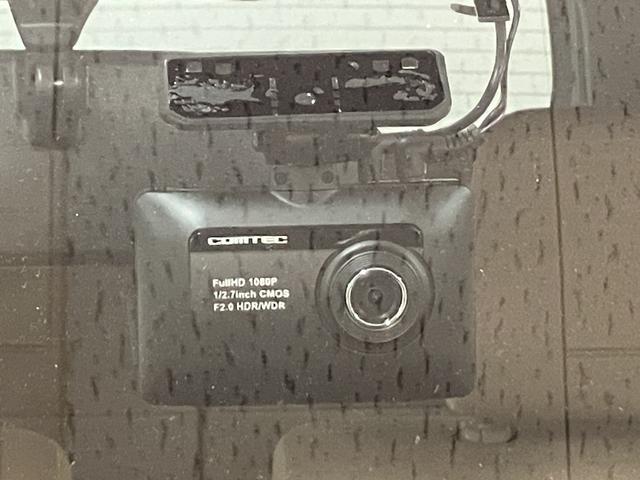 COMTEC
FullHD 1080P
1/2.7inch CMOS
F2.0 HDR/WDR